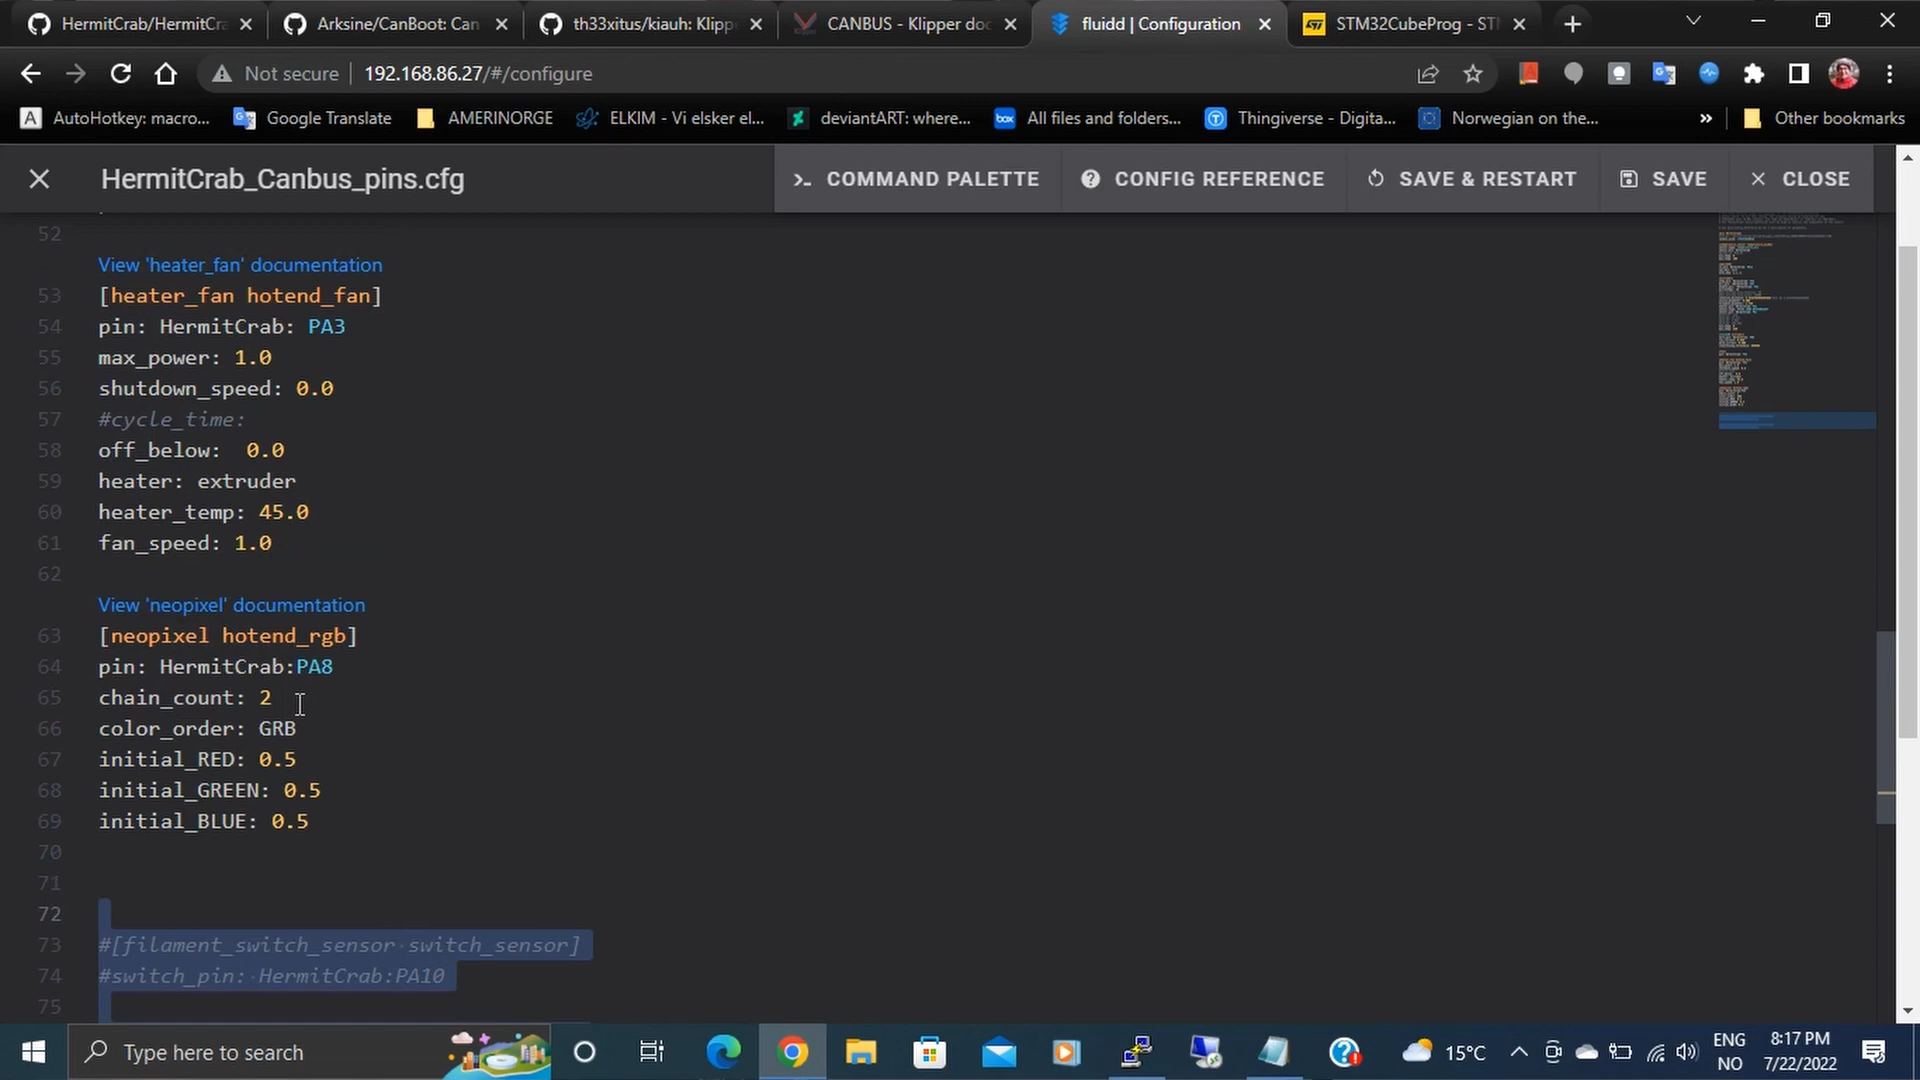 HermitCrab/HermitCra
Arksine/CanBoot: Can
th33xitus/kiauh: Klipp
CANBUS - Klipper doc
fluidd | Configuration
STM32CubeProg - STM
Not secure
192.168.86.27/#/configure
AutoHotkey: macro...
Google Translate
AMERINORGE
ELKIM - Vi elsker el...
deviantART: where...
box
All files and folders...
Thingiverse - Digita...
Norwegian on the...
»
Other bookmarks
HermitCrab_Canbus_pins.cfg
COMMAND PALETTE
CONFIG REFERENCE
SAVE & RESTART
SAVE
CLOSE
52
View 'heater_fan' documentation
53 [heater_fan hotend_fan]
54 pin: HermitCrab: PA3
55 max_power: 1.0
56 shutdown_speed: 0.0
57 #cycle_time:
58 off_below:  0.0
59 heater: extruder
60 heater_temp: 45.0
61 fan_speed: 1.0
62
View 'neopixel' documentation
63 [neopixel hotend_rgb]
64 pin: HermitCrab:PA8
65 chain_count: 2
66 color_order: GRB
67 initial_RED: 0.5
68 initial_GREEN: 0.5
69 initial_BLUE: 0.5
70
71
72
73 #[filament_switch_sensor·switch_sensor]
74 #switch_pin:·HermitCrab:PA10
75
Type here to search
15°C
ENG
NO
8:17 PM
7/22/2022